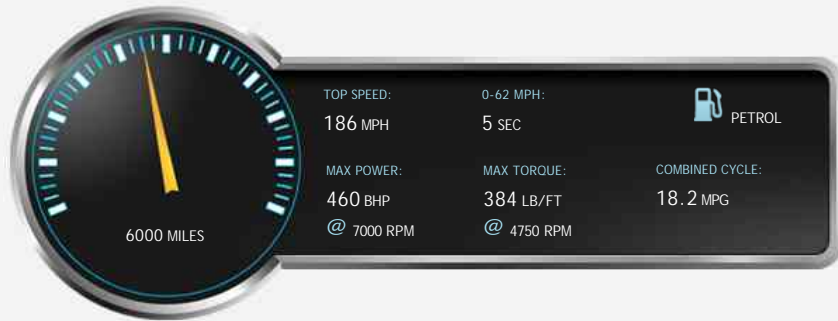 6000 MILES
TOP SPEED:
186 MPH
0-62 MPH:
5 SEC
PETROL
MAX POWER:
460 BHP
@ 7000 RPM
MAX TORQUE:
384 LB/FT
@ 4750 RPM
COMBINED CYCLE:
18.2 MPG